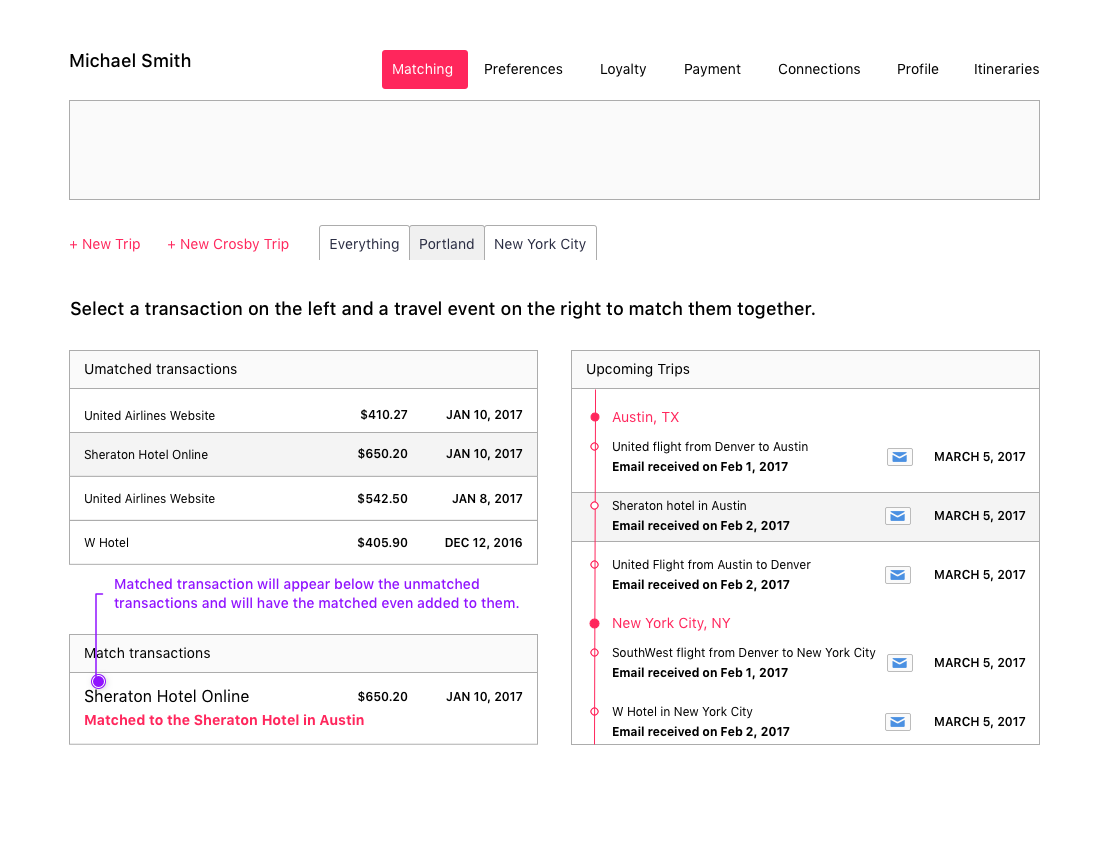 Michael Smith
Matching Preferences Loyalty Payment Connections Profile Itineraries
+ New Trip + New Crosby Trip Everything Portland New York City
Select a transaction on the left and a travel event on the right to match them together.
Umatched transactions
United Airlines Website $410.27 JAN 10, 2017
Sheraton Hotel Online $650.20 JAN 10, 2017
United Airlines Website $542.50 JAN 8, 2017
W Hotel $405.90 DEC 12, 2016
Matched transaction will appear below the unmatched
transactions and will have the matched even added to them.
Match transactions
Sheraton Hotel Online $650.20 JAN 10, 2017
Matched to the Sheraton Hotel in Austin
Upcoming Trips
Austin, TX
United flight from Denver to Austin
Email received on Feb 1, 2017 MARCH 5, 2017
Sheraton hotel in Austin
Email received on Feb 2, 2017 MARCH 5, 2017
United Flight from Austin to Denver
Email received on Feb 2, 2017 MARCH 5, 2017
New York City, NY
SouthWest flight from Denver to New York City
Email received on Feb 1, 2017 MARCH 5, 2017
W Hotel in New York City
Email received on Feb 2, 2017 MARCH 5, 2017